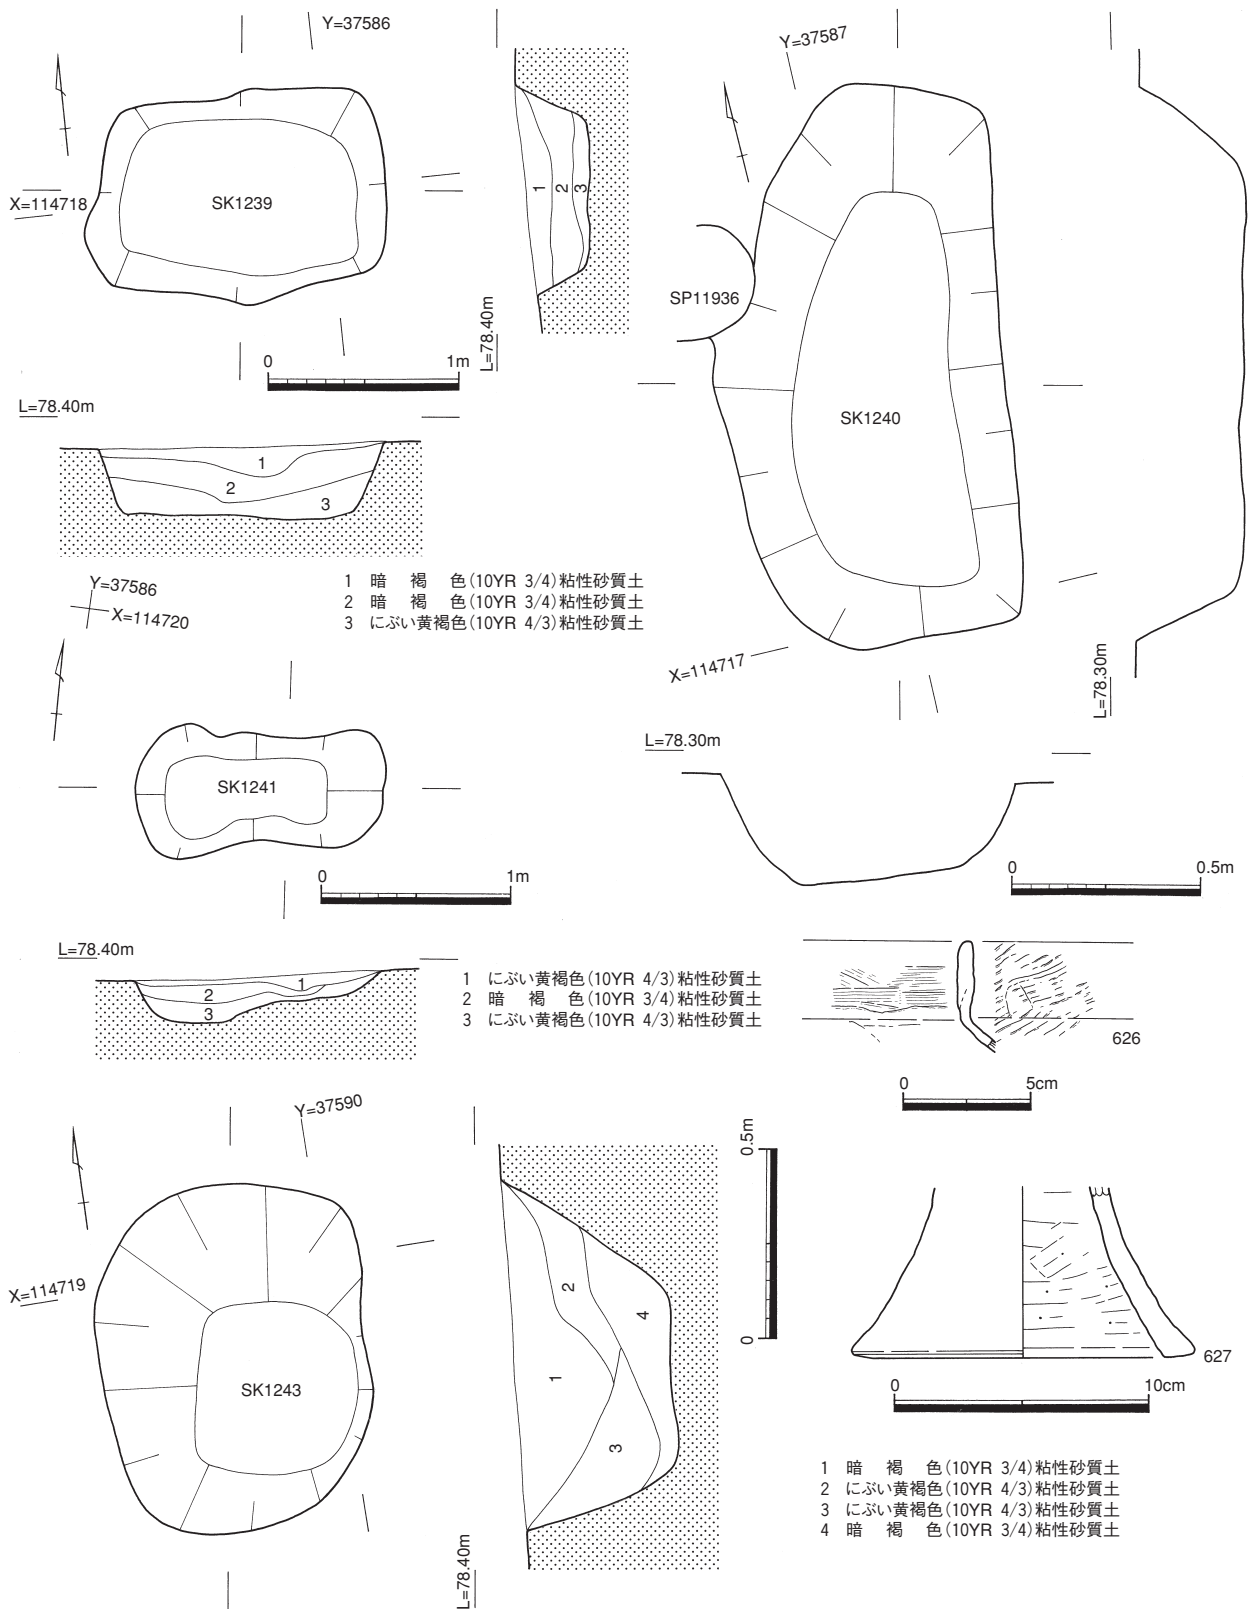 Y=37586
X=114718
SK1239
1
2
3
L=78.40m
0 1m
L=78.40m
1
2
3
1 暗 褐 色(10YR 3/4)粘性砂質土
2 暗 褐 色(10YR 3/4)粘性砂質土
3 にぶい黄褐色(10YR 4/3)粘性砂質土
Y=37587
SP11936
SK1240
X=114717
L=78.30m
L=78.30m
0 0.5m
Y=37586
X=114720
SK1241
0 1m
L=78.40m
1
2
3
1 にぶい黄褐色(10YR 4/3)粘性砂質土
2 暗 褐 色(10YR 3/4)粘性砂質土
3 にぶい黄褐色(10YR 4/3)粘性砂質土
626
0 5cm
Y=37590
X=114719
SK1243
1
2
3
4
L=78.40m
0 0.5m
627
0 10cm
1 暗 褐 色(10YR 3/4)粘性砂質土
2 にぶい黄褐色(10YR 4/3)粘性砂質土
3 にぶい黄褐色(10YR 4/3)粘性砂質土
4 暗 褐 色(10YR 3/4)粘性砂質土